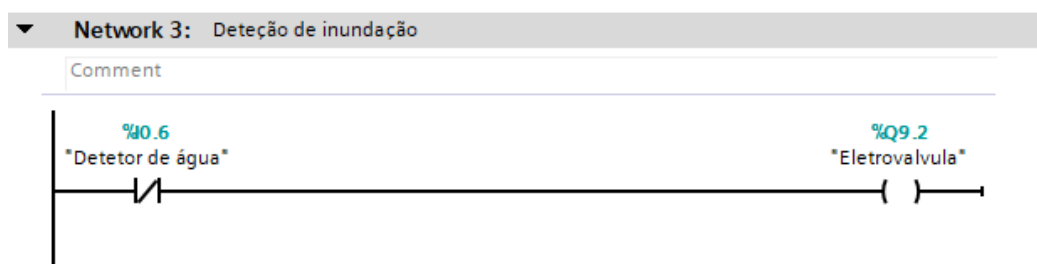 Network 3: Deteção de inundação
Comment
%I0.6
"Detetor de água"
%Q9.2
"Eletrovalvula"